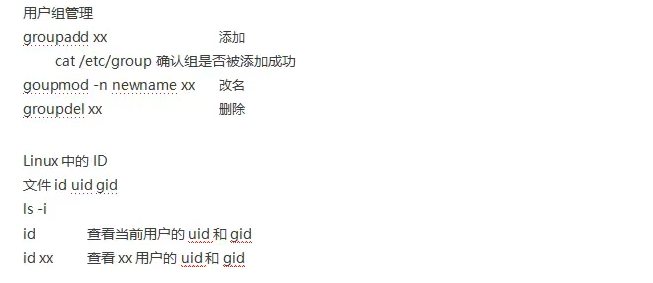 用户组管理
groupadd xx 添加
cat /etc/group 确认组是否被添加成功
goupmod -n newname xx 改名
groupdel xx 删除
Linux 中的 ID
文件 id uid gid
ls -i
id 查看当前用户的 uid 和 gid
id xx 查看 xx 用户的 uid 和 gid